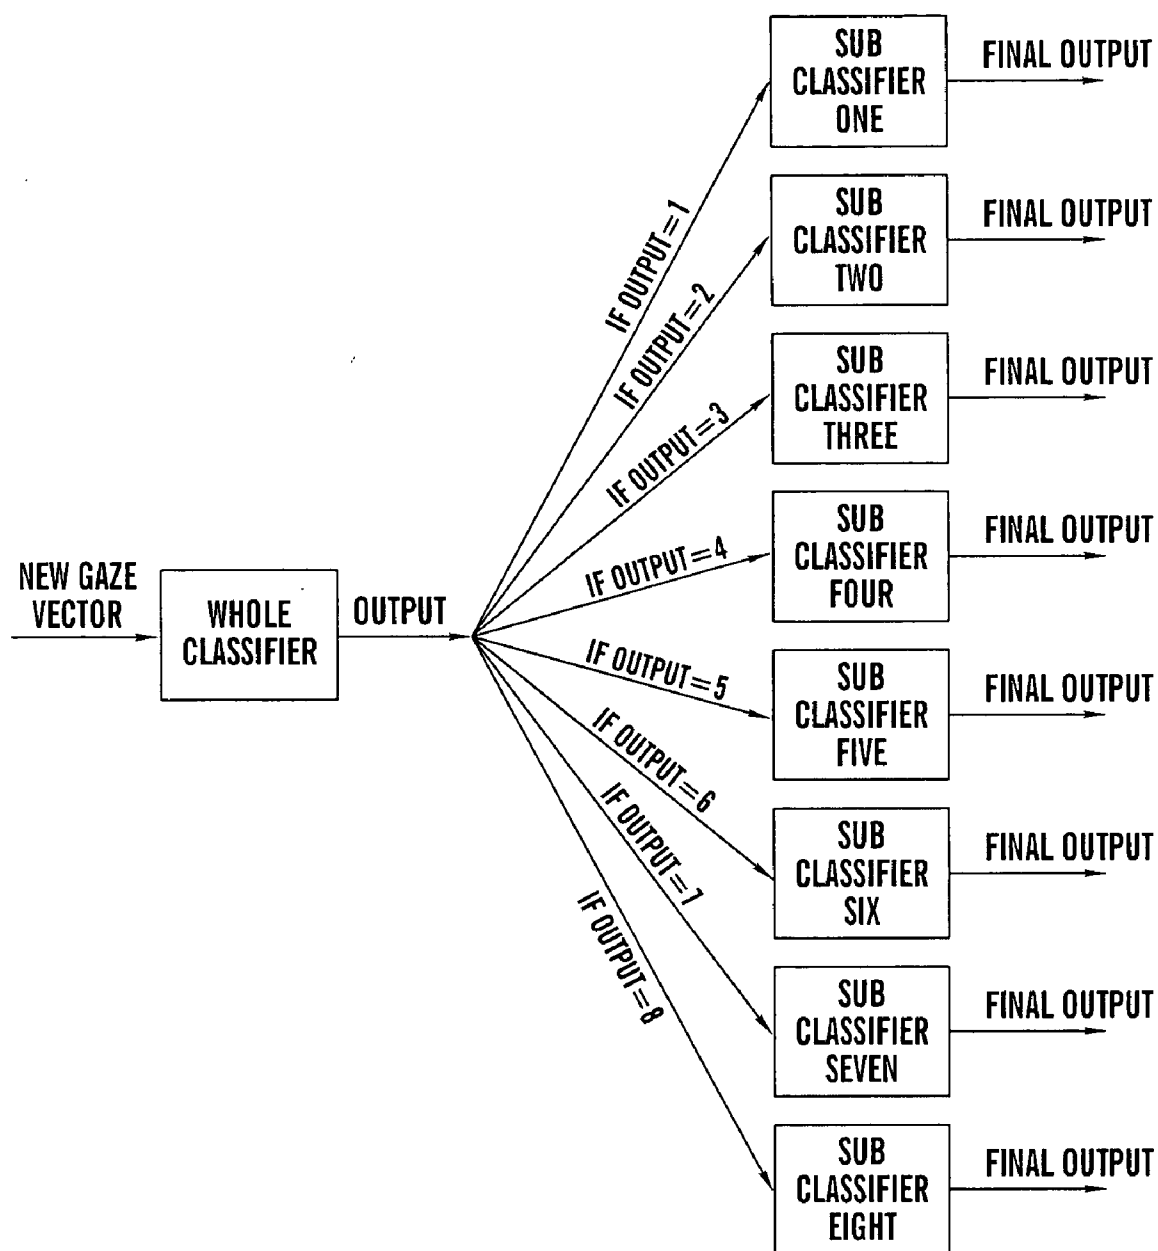 NEW GAZE
VECTOR
WHOLE
CLASSIFIER
OUTPUT
IF OUTPUT=1
IF OUTPUT=2
IF OUTPUT=3
IF OUTPUT=4
IF OUTPUT=5
IF OUTPUT=6
IF OUTPUT=7
IF OUTPUT=8
SUB
CLASSIFIER
ONE
FINAL OUTPUT
SUB
CLASSIFIER
TWO
FINAL OUTPUT
SUB
CLASSIFIER
THREE
FINAL OUTPUT
SUB
CLASSIFIER
FOUR
FINAL OUTPUT
SUB
CLASSIFIER
FIVE
FINAL OUTPUT
SUB
CLASSIFIER
SIX
FINAL OUTPUT
SUB
CLASSIFIER
SEVEN
FINAL OUTPUT
SUB
CLASSIFIER
EIGHT
FINAL OUTPUT